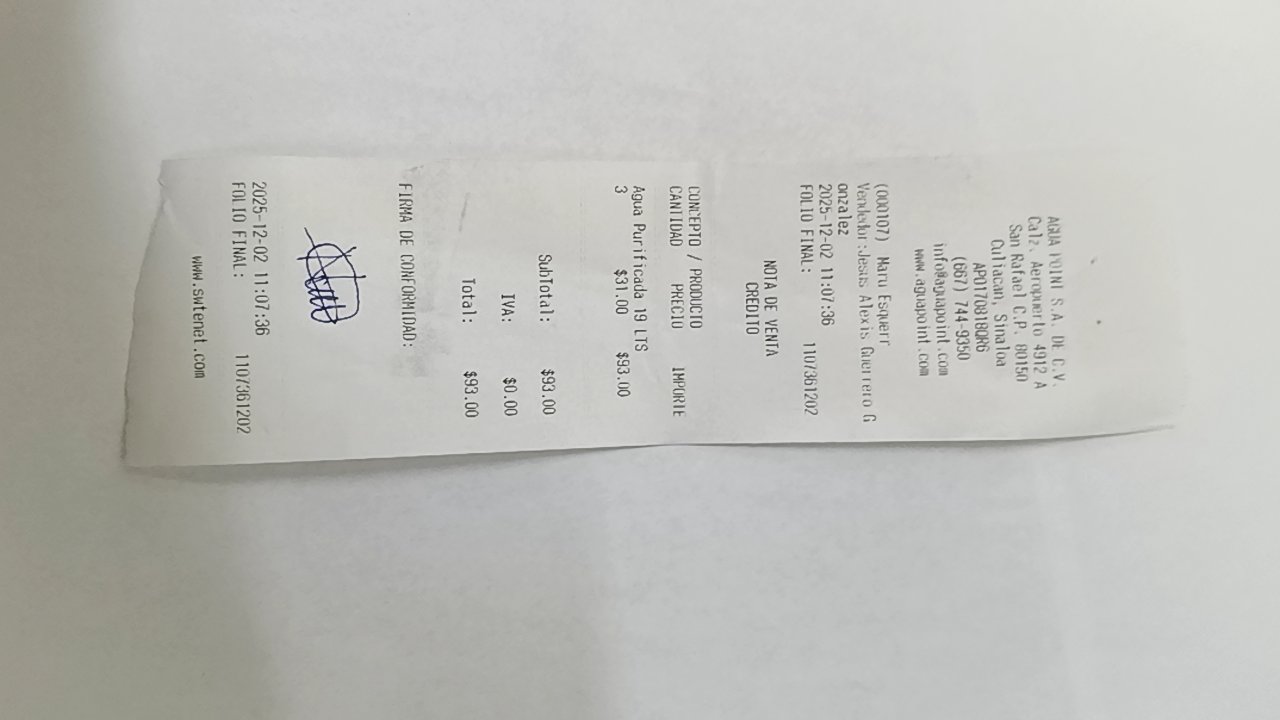 AGUA POINT S.A. DE C.V.
Calz. Aeropuerto 4912 A
San Rafael C.P. 80150
Culiacan, Sinaloa
APO170818QR6
(667) 744-9350
info@aguapoint.com
www.aguapoint.com
(000107) Maru Esquerr
Vendedor:Jesus Alexis Guerrero G
onzalez
2025-12-02 11:07:36
FOLIO FINAL: 1107361202
NOTA DE VENTA
CREDITO
CONCEPTO / PRODUCTO
CANTIDAD PRECIO IMPORTE
Agua Purificada 19 LTS
3 $31.00 $93.00
SubTotal: $93.00
IVA: $0.00
Total: $93.00
FIRMA DE CONFORMIDAD:
2025-12-02 11:07:36
FOLIO FINAL: 1107361202
www.swtenet.com